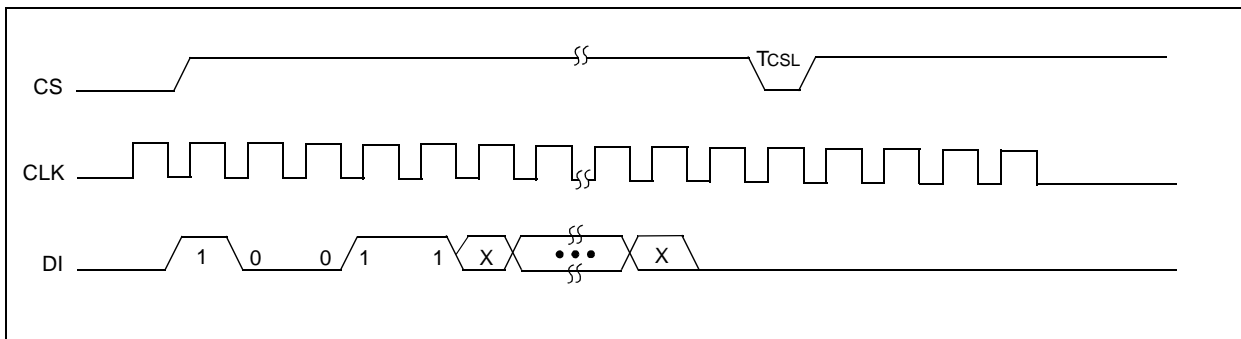 CS
TCSL
CLK
DI
1 0 0 1 1 X ••• X